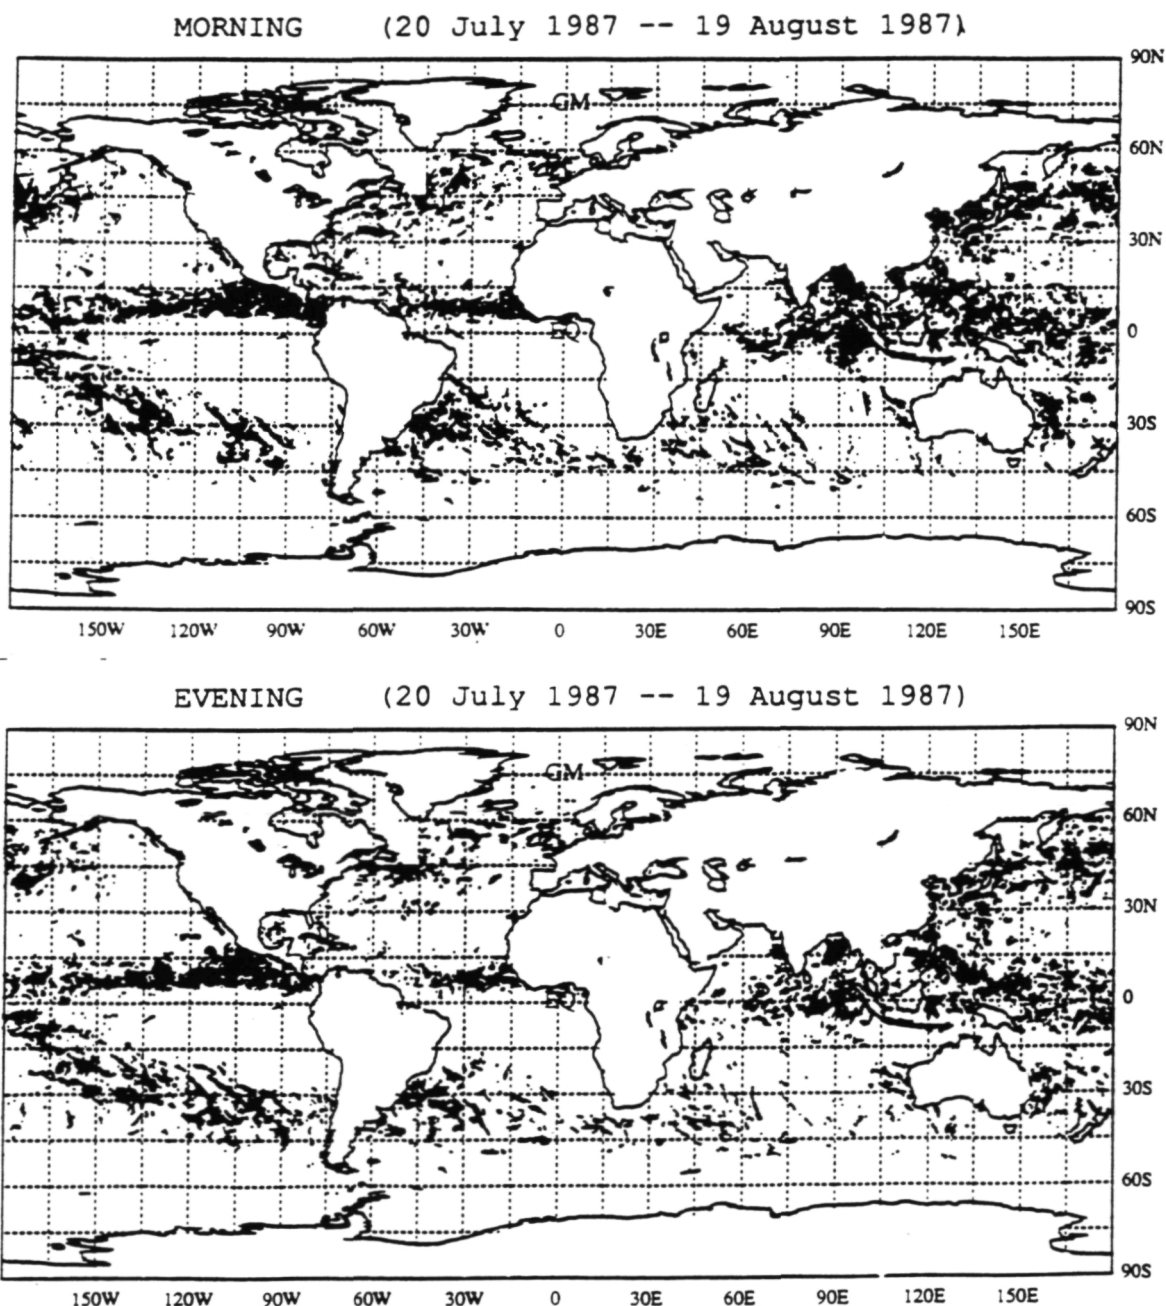 MORNING (20 July 1987 -- 19 August 1987)
90N
GM
60N
30N
EQ
0
30S
60S
90S
150W 120W 90W 60W 30W 0 30E 60E 90E 120E 150E
EVENING (20 July 1987 -- 19 August 1987)
90N
GM
60N
30N
EQ
0
30S
60S
90S
150W 120W 90W 60W 30W 0 30E 60E 90E 120E 150E